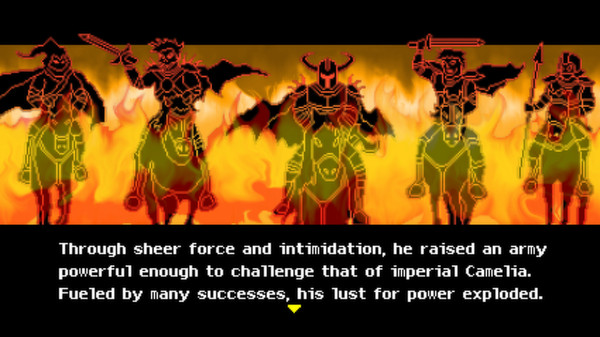 Through sheer force and intimidation, he raised an army
powerful enough to challenge that of imperial Camelia.
Fueled by many successes, his lust for power exploded.